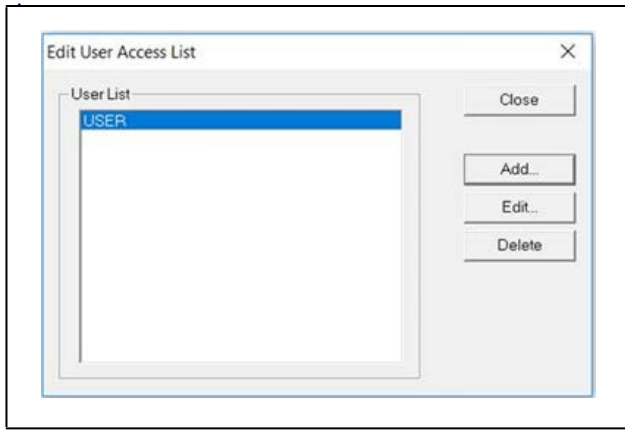 Edit User Access List
User List
USER
Close
Add...
Edit...
Delete